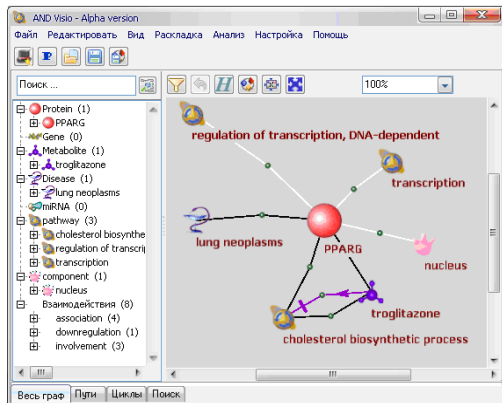 AND Visio - Alpha version
Файл Редактировать Вид Раскладка Анализ Настройка Помощь
P
Поиск ...
H
100%
Protein (1)
PPARG
Gene (0)
Metabolite (1)
troglitazone
Disease (1)
lung neoplasms
miRNA (0)
pathway (3)
cholesterol biosynthe
regulation of transcri
transcription
component (1)
nucleus
Взаимодействия (8)
association (4)
downregulation (1)
involvement (3)
regulation of transcription, DNA-dependent
transcription
lung neoplasms
PPARG
nucleus
troglitazone
cholesterol biosynthetic process
Весь граф Пути Циклы Поиск